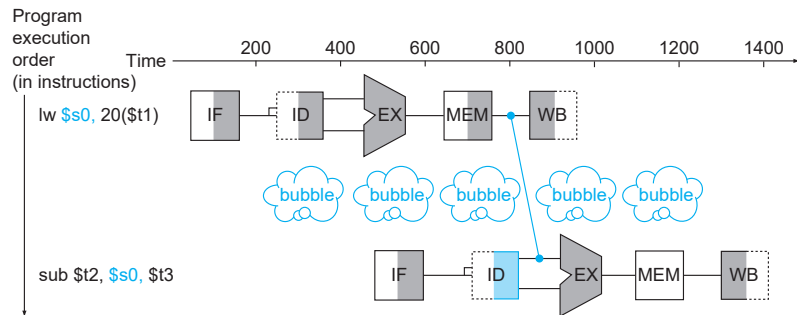 Program
execution
order
(in instructions)
Time
200 400 600 800 1000 1200 1400
lw $s0, 20($t1)
IF ID EX MEM WB
bubble bubble bubble bubble bubble
sub $t2, $s0, $t3
IF ID EX MEM WB